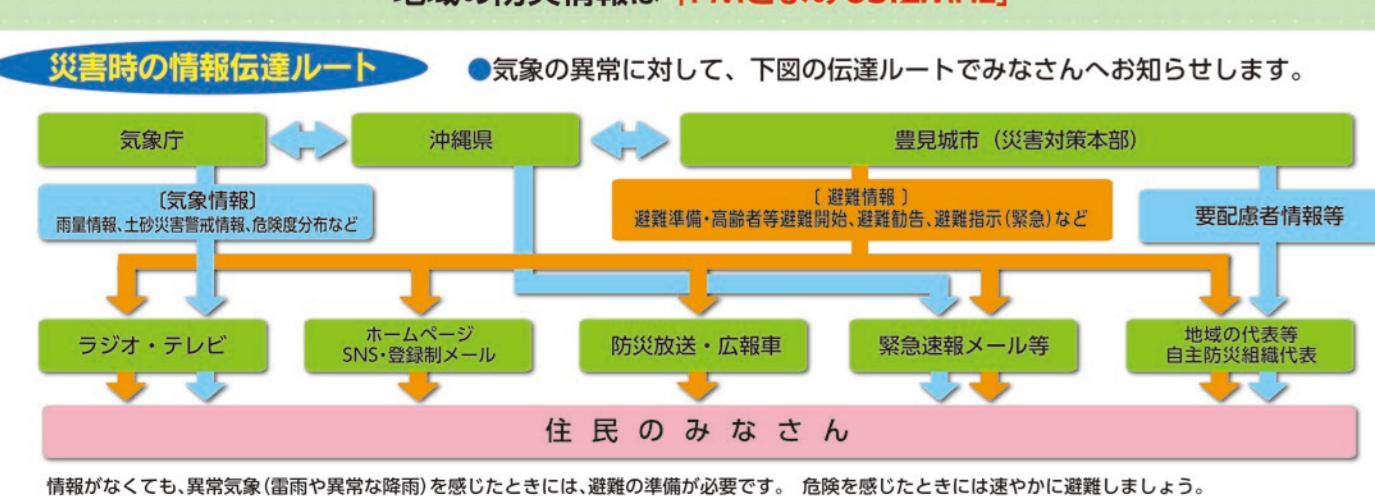 災害時の情報伝達ルート
●気象の異常に対して、下図の伝達ルートでみなさんへお知らせします。
気象庁
沖縄県
豊見城市（災害対策本部）
〔気象情報〕
雨量情報、土砂災害警戒情報、危険度分布など
〔 避難情報 〕
避難準備・高齢者等避難開始、避難勧告、避難指示（緊急）など
要配慮者情報等
ラジオ・テレビ
ホームページ
SNS・登録制メール
防災放送・広報車
緊急速報メール等
地域の代表等
自主防災組織代表
住民のみなさん
情報がなくても、異常気象（雷雨や異常な降雨）を感じたときには、避難の準備が必要です。 危険を感じたときには速やかに避難しましょう。